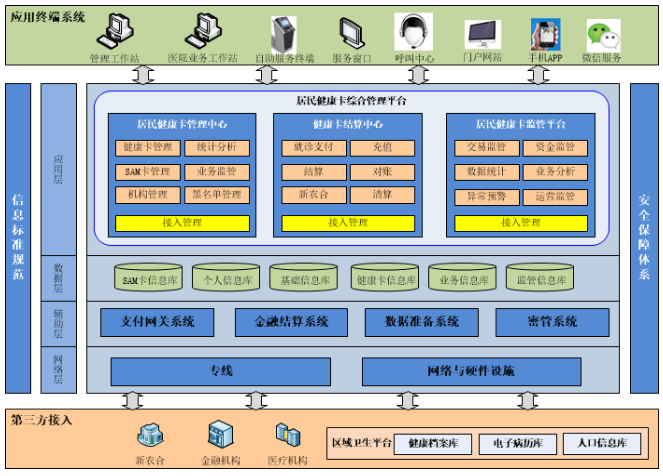 应用终端系统
管理工作站
医院业务工作站
自助服务终端
服务窗口
呼叫中心
门户网站
手机APP
微信服务
信息标准规范
应用层
居民健康卡综合管理平台
居民健康卡管理中心
健康卡管理
统计分析
SAM卡管理
业务监管
机构管理
黑名单管理
接入管理
健康卡结算中心
就诊支付
充值
结算
对账
新农合
清算
接入管理
居民健康卡监管平台
交易监管
资金监管
数据统计
业务分析
异常预警
运营监管
接入管理
安全保障体系
数据层
SAM卡信息库
个人信息库
基础信息库
健康卡信息库
业务信息库
监管信息库
辅助层
支付网关系统
金融结算系统
数据准备系统
密管系统
网络层
专线
网络与硬件设施
第三方接入
新农合
金融机构
医疗机构
区域卫生平台
健康档案库
电子病历库
人口信息库